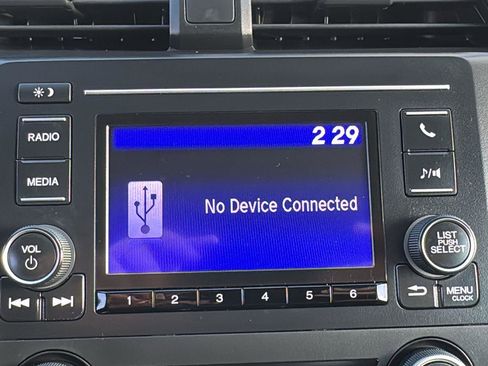 RADIO
2 29
MEDIA
No Device Connected
VOL
LIST
PUSH
SELECT
1 2 3 4 5 6
MENU
CLOCK